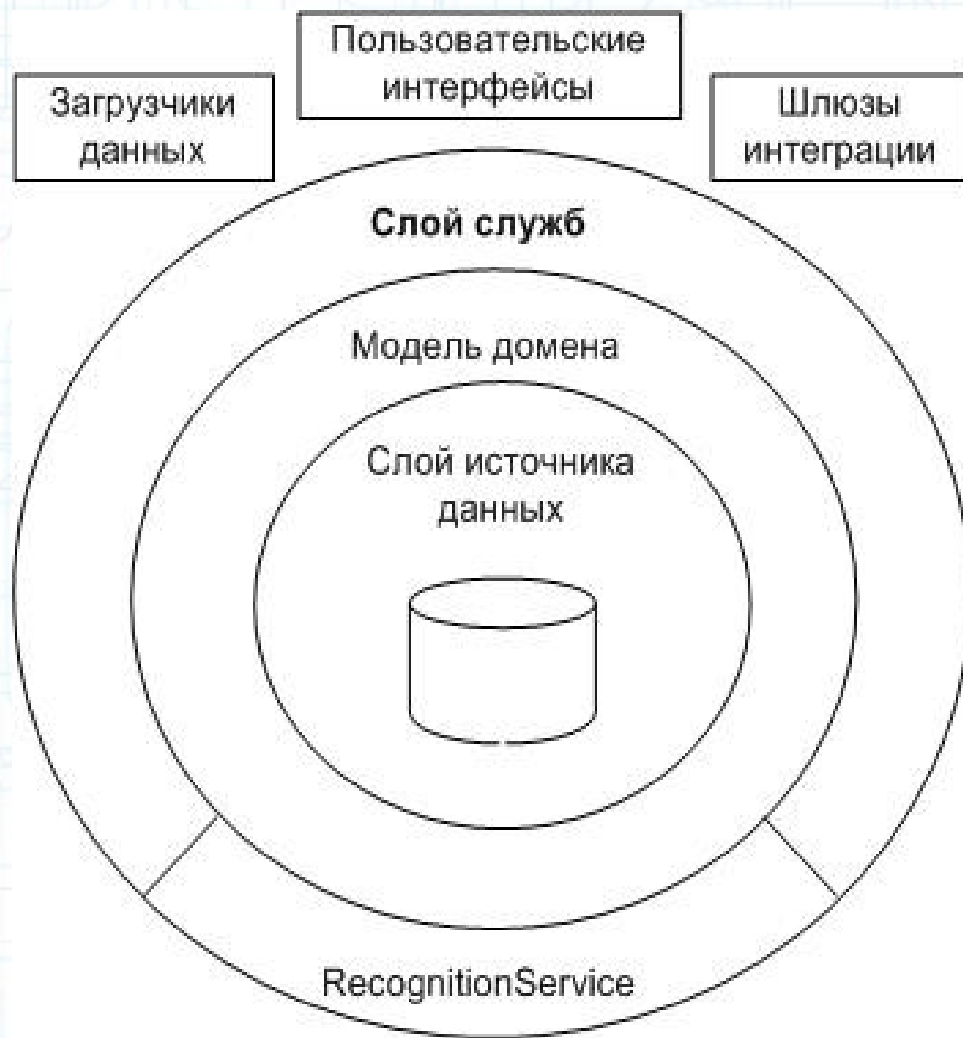 Пользовательские
интерфейсы
Загрузчики
данных
Шлюзы
интеграции
Слой служб
Модель домена
Слой источника
данных
RecognitionService